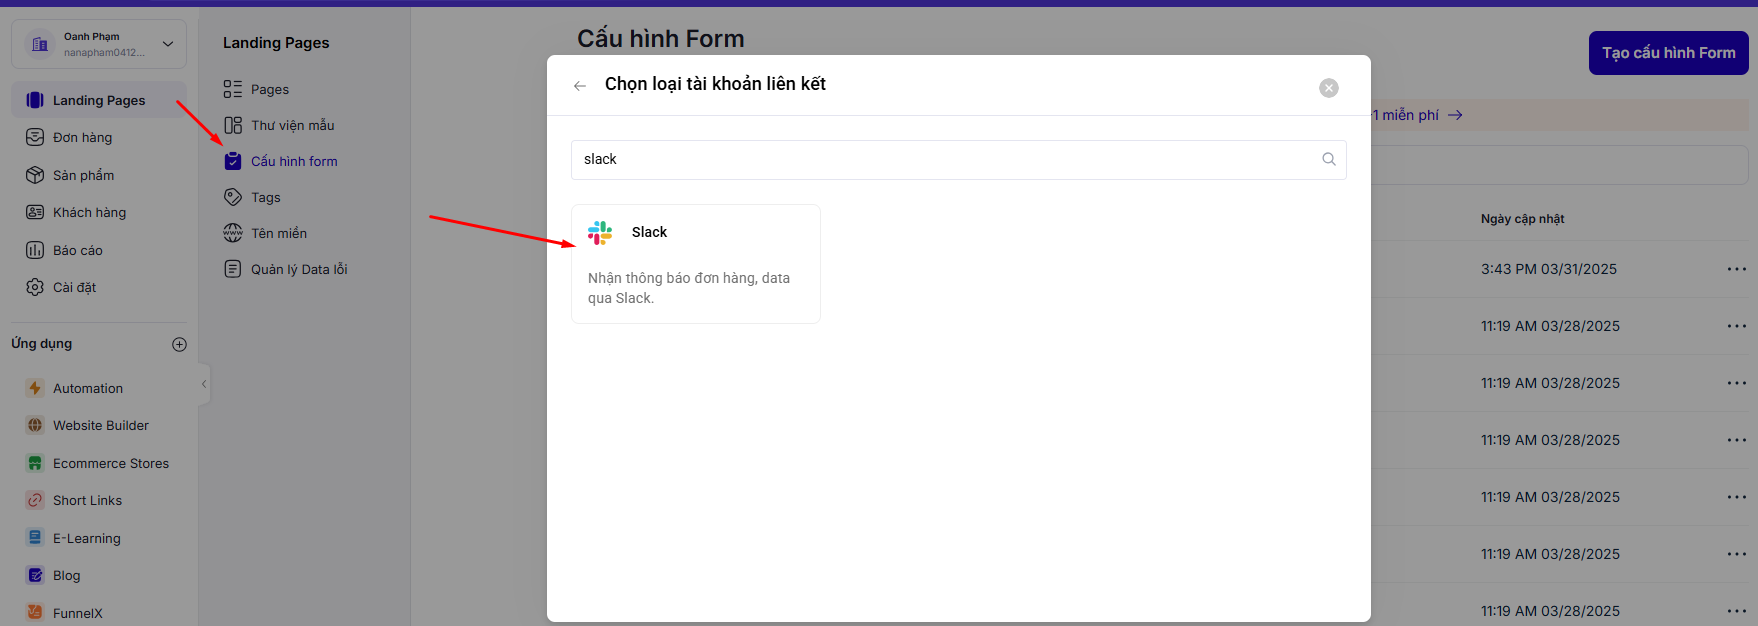 Oanh Phạm
nanapham0412...
Landing Pages
Đơn hàng
Sản phẩm
Khách hàng
Báo cáo
Cài đặt
Ứng dụng
Automation
Website Builder
Ecommerce Stores
Short Links
E-Learning
Blog
FunnelX
Landing Pages
Pages
Thư viện mẫu
Cấu hình form
Tags
Tên miền
Quản lý Data lỗi
Cấu hình Form
Tạo cấu hình Form
Chọn loại tài khoản liên kết
slack
Slack
Nhận thông báo đơn hàng, data
qua Slack.
1 miễn phí
Ngày cập nhật
3:43 PM 03/31/2025
11:19 AM 03/28/2025
11:19 AM 03/28/2025
11:19 AM 03/28/2025
11:19 AM 03/28/2025
11:19 AM 03/28/2025
11:19 AM 03/28/2025